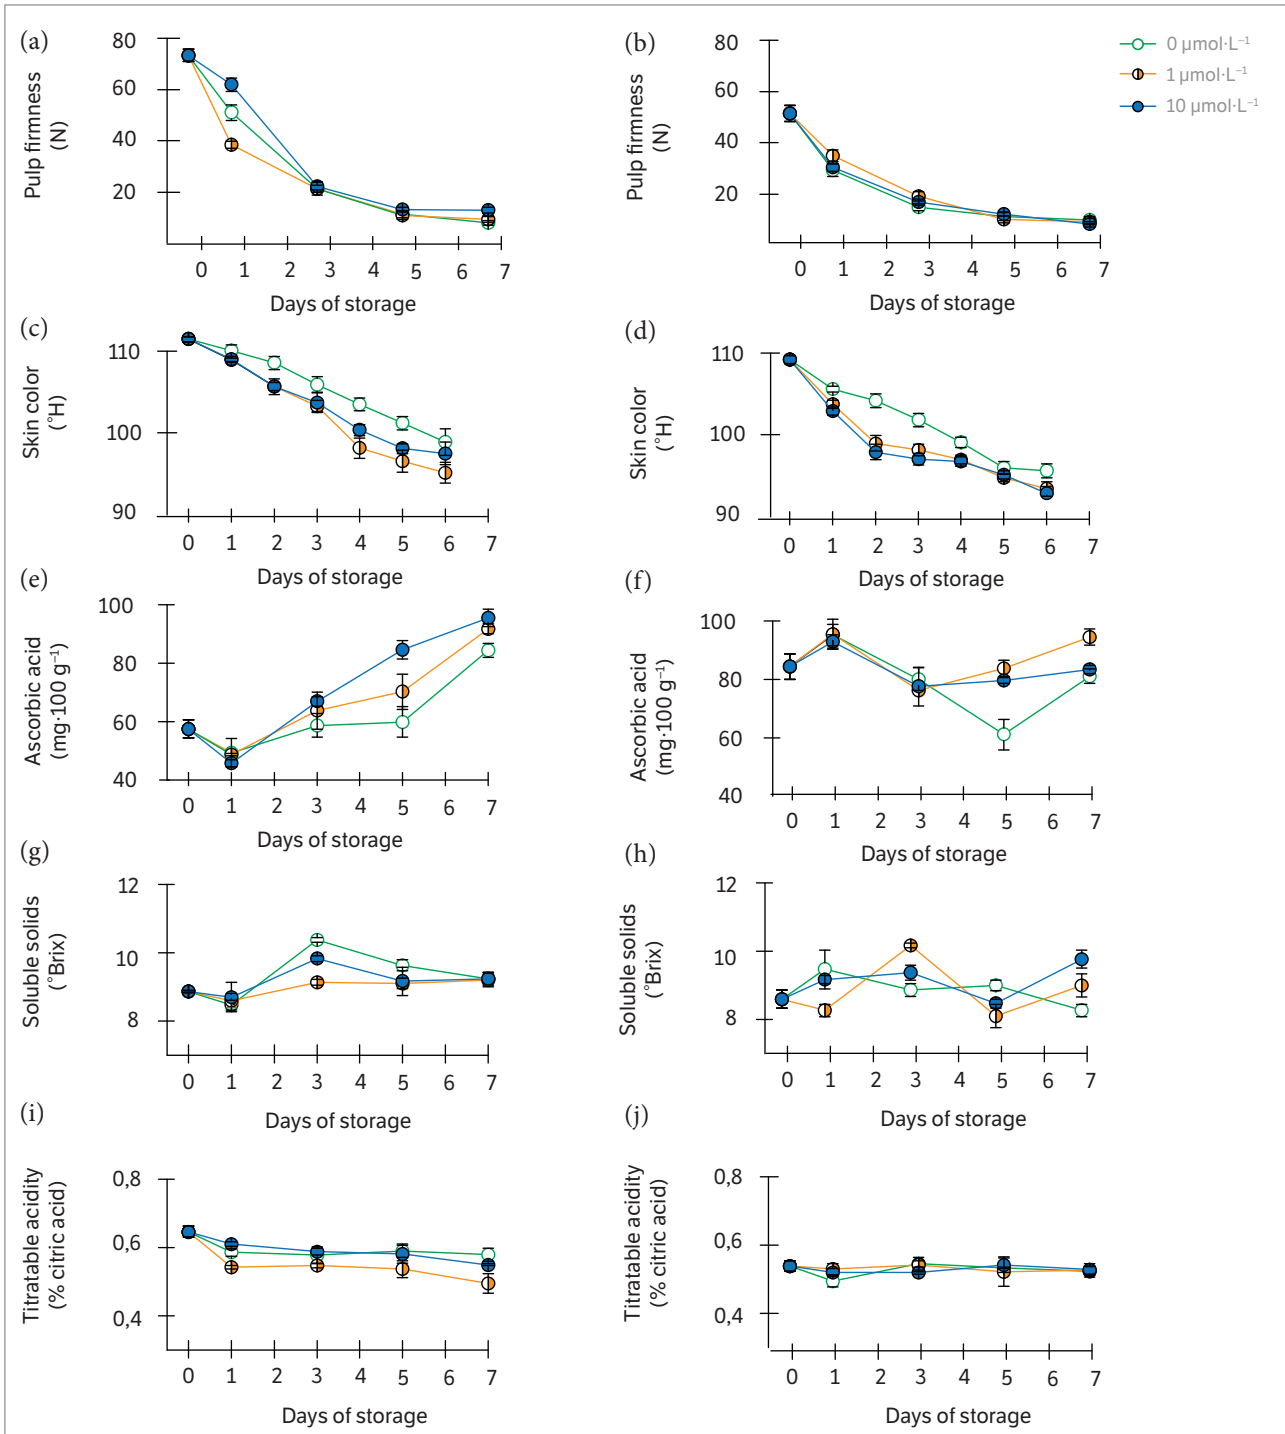 (a)
Pulp firmness
(N)
80
60
40
20
0 1 2 3 4 5 6 7
Days of storage
(b)
Pulp firmness
(N)
80
60
40
20
0 1 2 3 4 5 6 7
Days of storage
0 µmol·L⁻¹
1 µmol·L⁻¹
10 µmol·L⁻¹
(c)
Skin color
(°H)
110
100
90
0 1 2 3 4 5 6 7
Days of storage
(d)
Skin color
(°H)
110
100
90
0 1 2 3 4 5 6 7
Days of storage
(e)
Ascorbic acid
(mg·100 g⁻¹)
100
80
60
40
0 1 2 3 4 5 6 7
Days of storage
(f)
Ascorbic acid
(mg·100 g⁻¹)
100
80
60
40
0 1 2 3 4 5 6 7
Days of storage
(g)
Soluble solids
(°Brix)
12
10
8
0 1 2 3 4 5 6 7
Days of storage
(h)
Soluble solids
(°Brix)
12
10
8
0 1 2 3 4 5 6 7
Days of storage
(i)
Titratable acidity
(% citric acid)
0,8
0,6
0,4
0 1 2 3 4 5 6 7
Days of storage
(j)
Titratable acidity
(% citric acid)
0,8
0,6
0,4
0 1 2 3 4 5 6 7
Days of storage